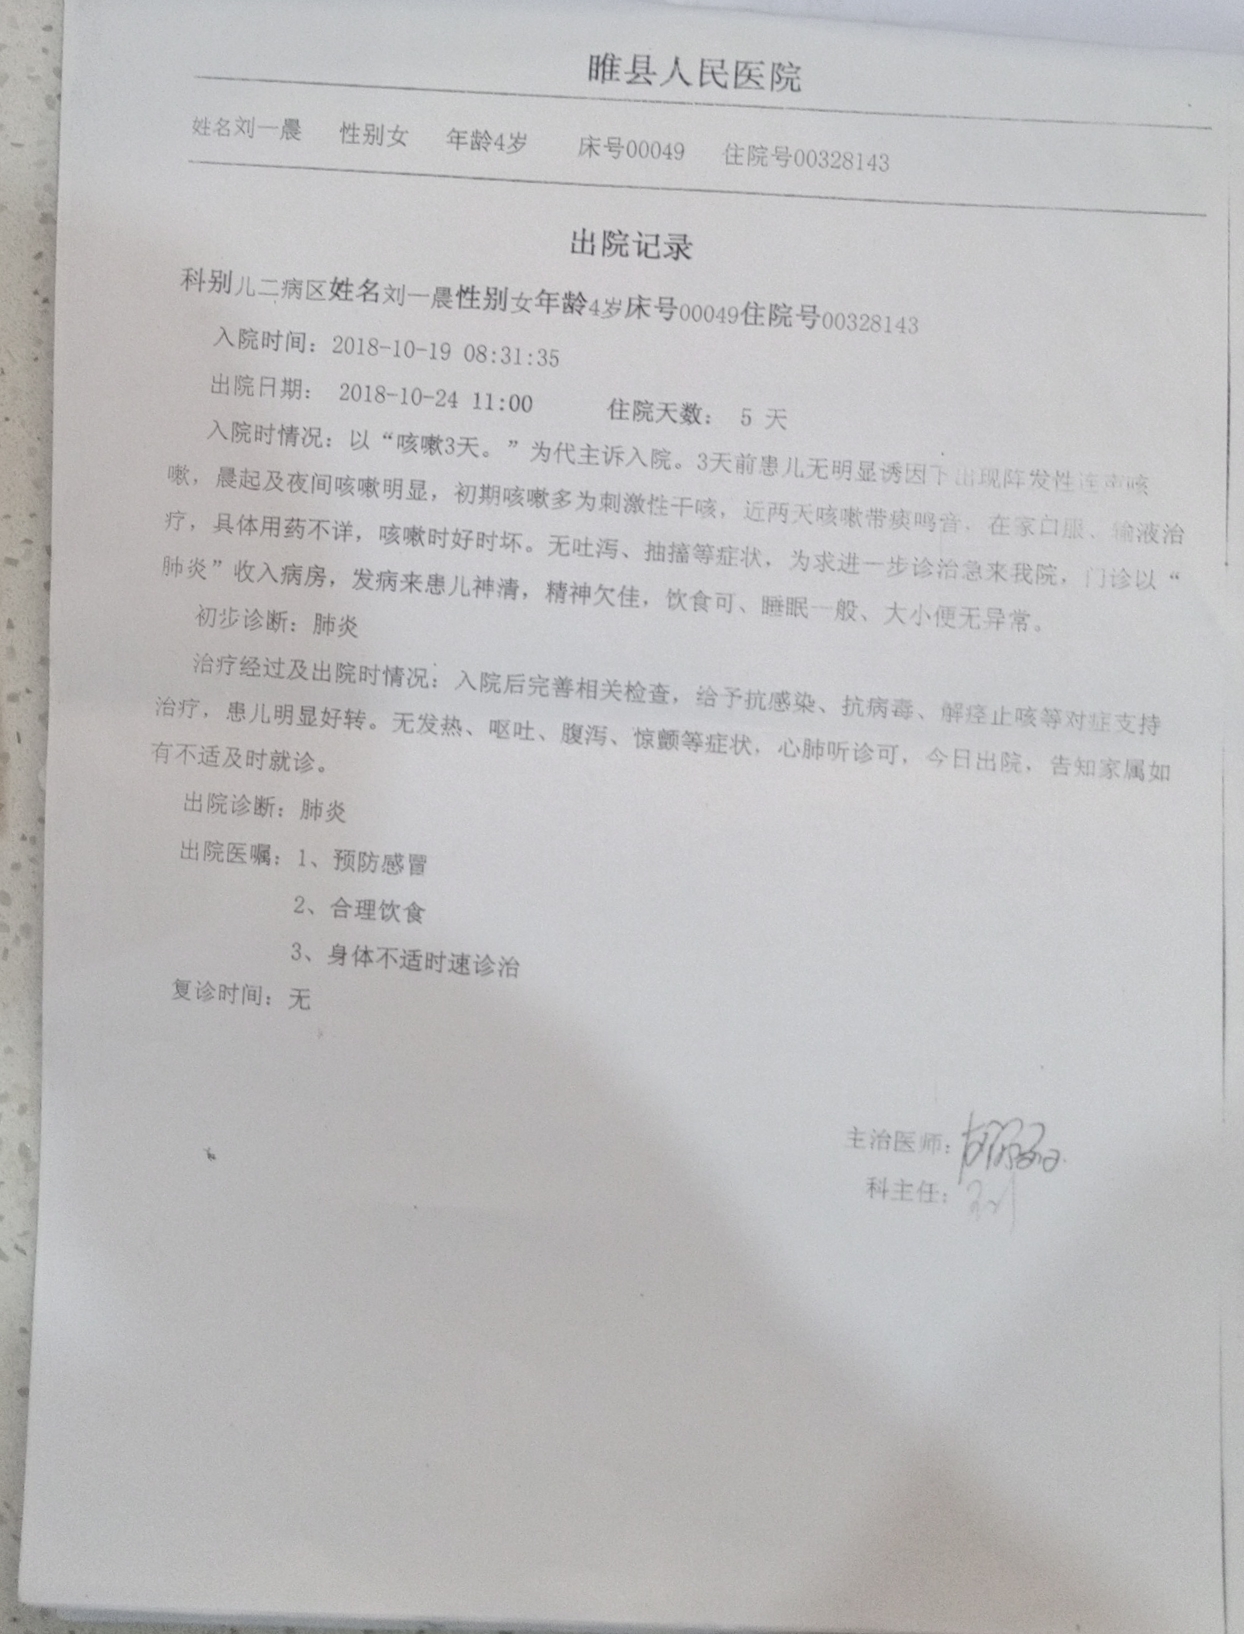 睢县人民医院
姓名刘一晨 性别女 年龄4岁 床号00049 住院号00328143
出院记录
科别儿二病区姓名刘一晨性别女年龄4岁床号00049住院号00328143
入院时间：2018-10-19 08:31:35
出院日期： 2018-10-24 11:00 住院天数： 5 天
入院时情况：以“咳嗽3天。”为代主诉入院。3天前患儿无明显诱因下出现阵发性连声咳
嗽，晨起及夜间咳嗽明显，初期咳嗽多为刺激性干咳，近两天咳嗽带痰鸣音，在家口服、输液治
疗，具体用药不详，咳嗽时好时坏。无吐泻、抽搐等症状，为求进一步诊治急来我院，门诊以“
肺炎”收入病房，发病来患儿神清，精神欠佳，饮食可、睡眠一般、大小便无异常。
初步诊断：肺炎
治疗经过及出院时情况：入院后完善相关检查，给予抗感染、抗病毒、解痉止咳等对症支持
治疗，患儿明显好转。无发热、呕吐、腹泻、惊颤等症状，心肺听诊可，今日出院，告知家属如
有不适及时就诊。
出院诊断：肺炎
出院医嘱：1、预防感冒
2、合理饮食
3、身体不适时速诊治
复诊时间：无
主治医师：
科主任：